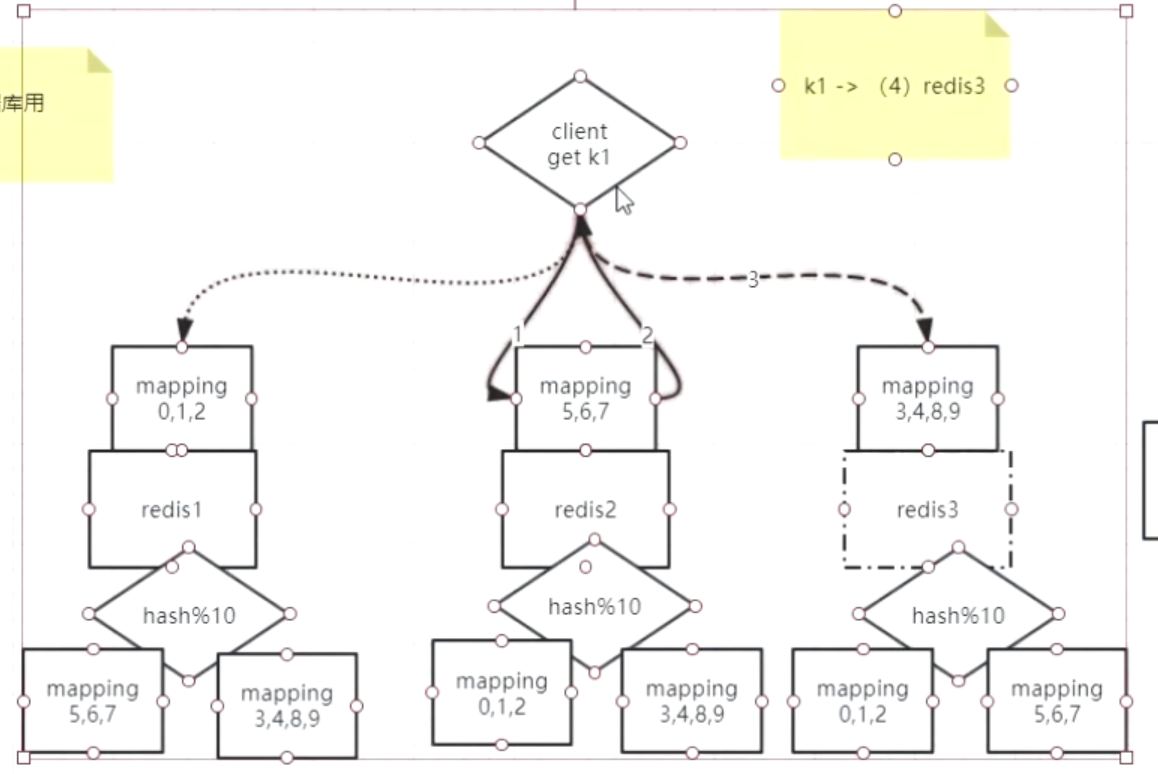 库用
k1 -> （4）redis3
client
get k1
3
1
2
mapping
0,1,2
mapping
5,6,7
mapping
3,4,8,9
redis1
redis2
redis3
hash%10
hash%10
hash%10
mapping
5,6,7
mapping
3,4,8,9
mapping
0,1,2
mapping
3,4,8,9
mapping
0,1,2
mapping
5,6,7